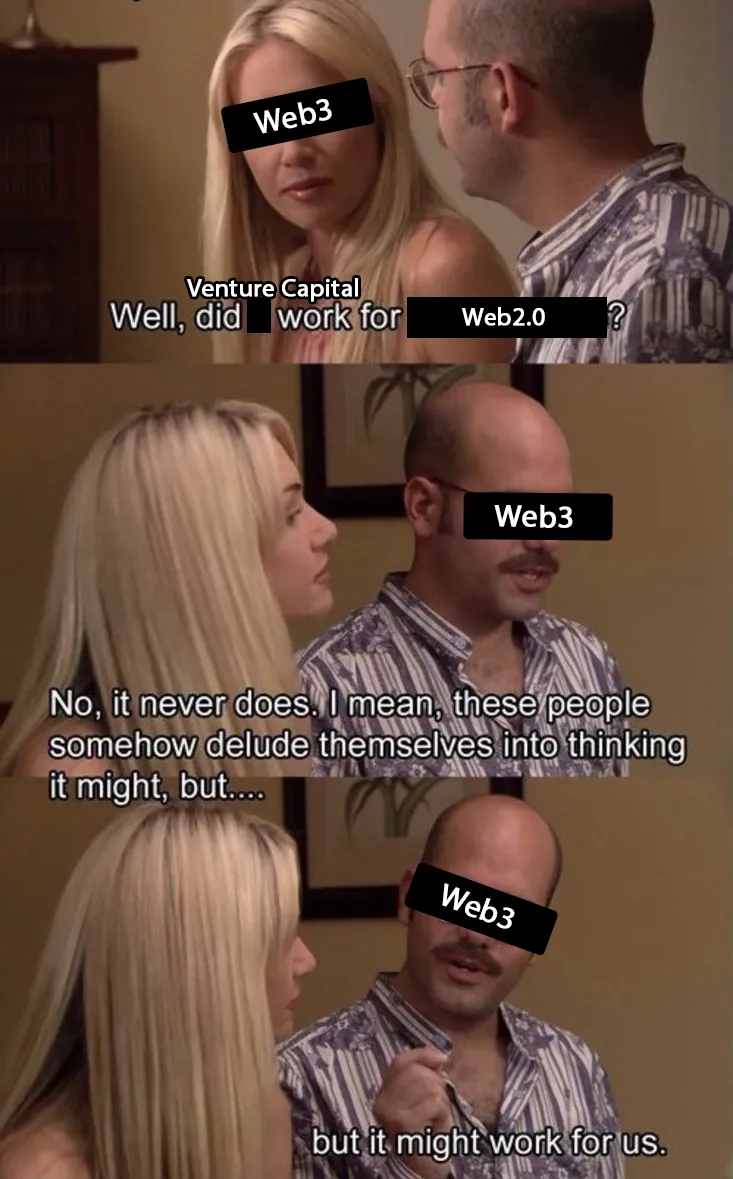 Web3
Venture Capital
Well, did work for Web2.0 ?
Web3
No, it never does. I mean, these people
somehow delude themselves into thinking
it might, but....
Web3
but it might work for us.